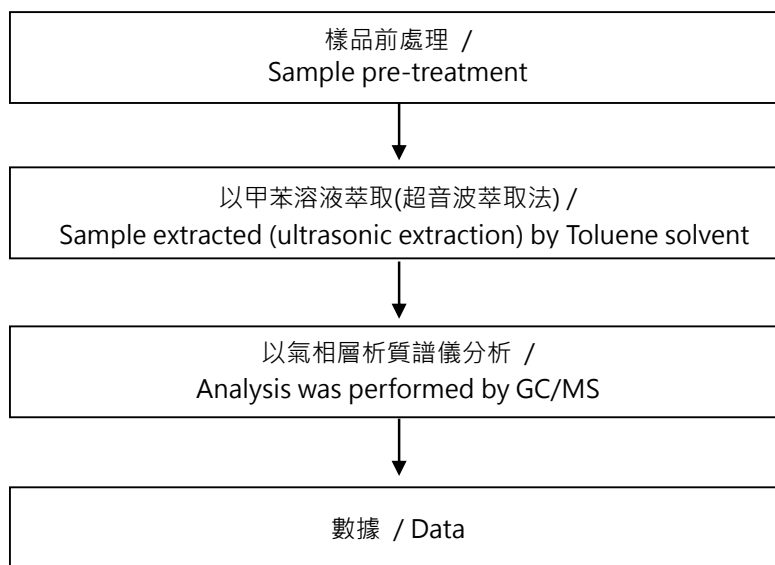 樣品前處理 /
Sample pre-treatment
以甲苯溶液萃取(超音波萃取法) /
Sample extracted (ultrasonic extraction) by Toluene solvent
以氣相層析質譜儀分析 /
Analysis was performed by GC/MS
數據 / Data